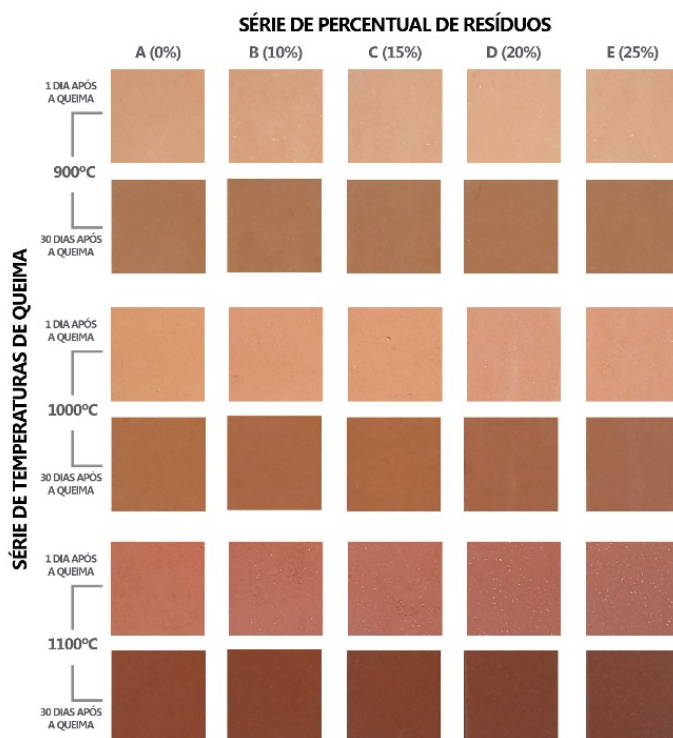 SÉRIE DE PERCENTUAL DE RESÍDUOS
A (0%) B (10%) C (15%) D (20%) E (25%)
SÉRIE DE TEMPERATURAS DE QUEIMA
1 DIA APÓS
A QUEIMA
900ºC
30 DIAS APÓS
A QUEIMA
1 DIA APÓS
A QUEIMA
1000ºC
30 DIAS APÓS
A QUEIMA
1 DIA APÓS
A QUEIMA
1100ºC
30 DIAS APÓS
A QUEIMA